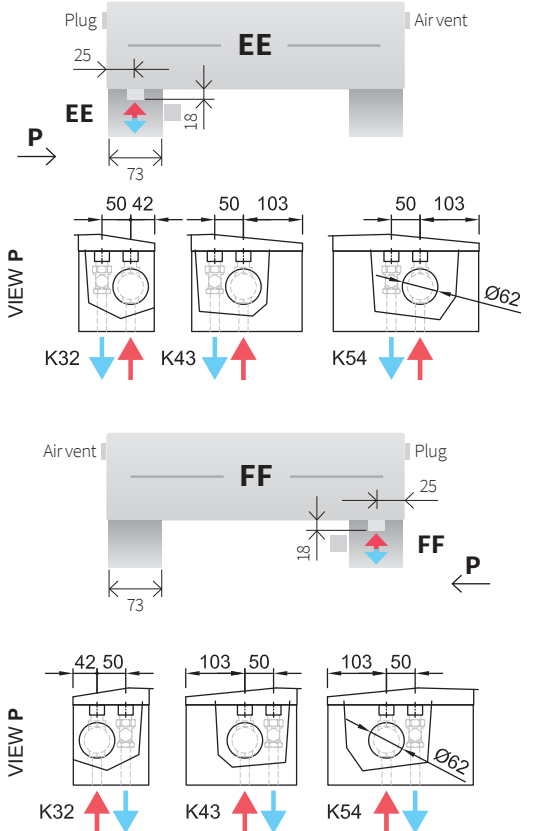 Plug
Air vent
EE
25
EE
18
P
73
50 42
50 103
50 103
VIEW P
Ø62
K32
K43
K54
Air vent
Plug
FF
25
18
FF
P
73
42 50
103 50
103 50
VIEW P
Ø62
K32
K43
K54